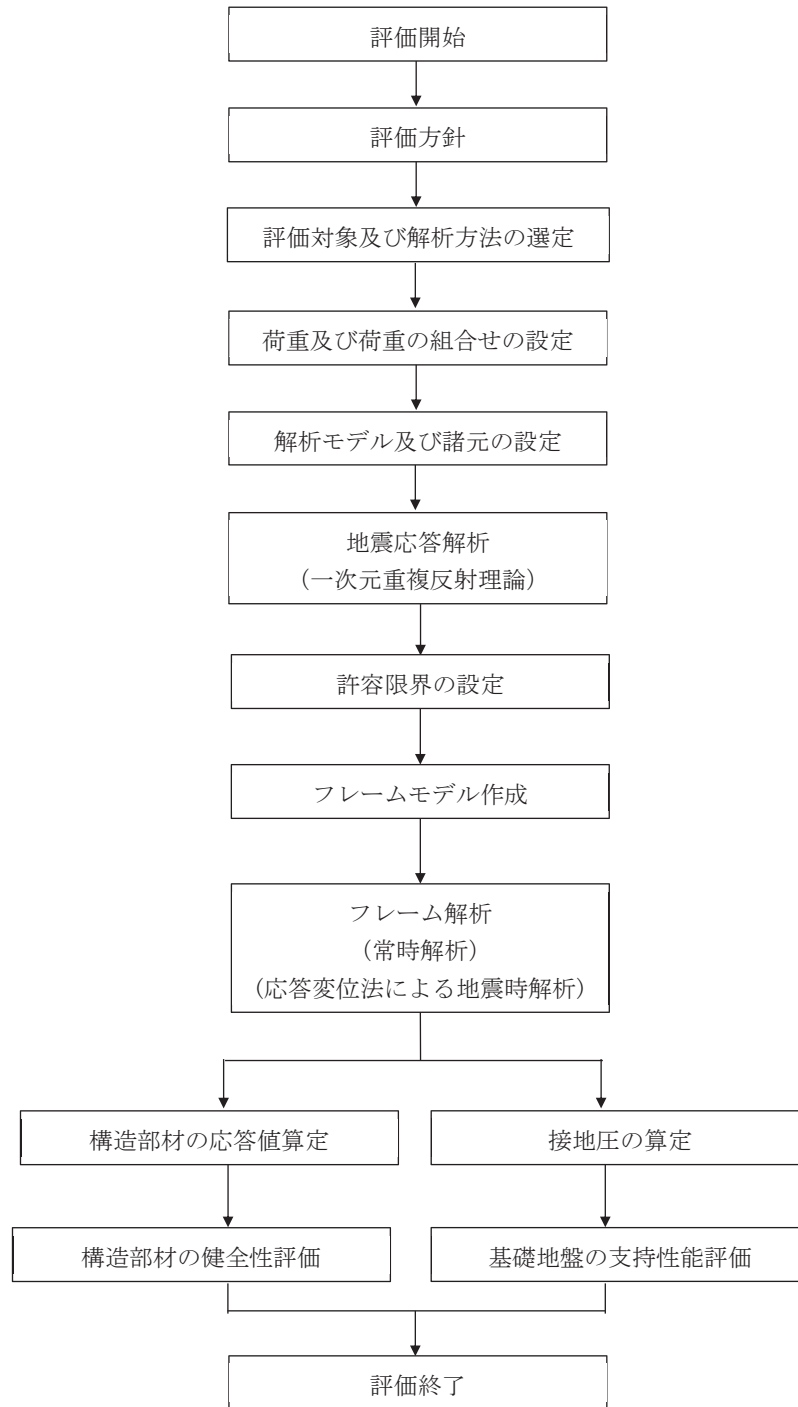 評価開始
評価方針
評価対象及び解析方法の選定
荷重及び荷重の組合せの設定
解析モデル及び諸元の設定
地震応答解析
（一次元重複反射理論）
許容限界の設定
フレームモデル作成
フレーム解析
（常時解析）
（応答変位法による地震時解析）
構造部材の応答値算定
接地圧の算定
構造部材の健全性評価
基礎地盤の支持性能評価
評価終了